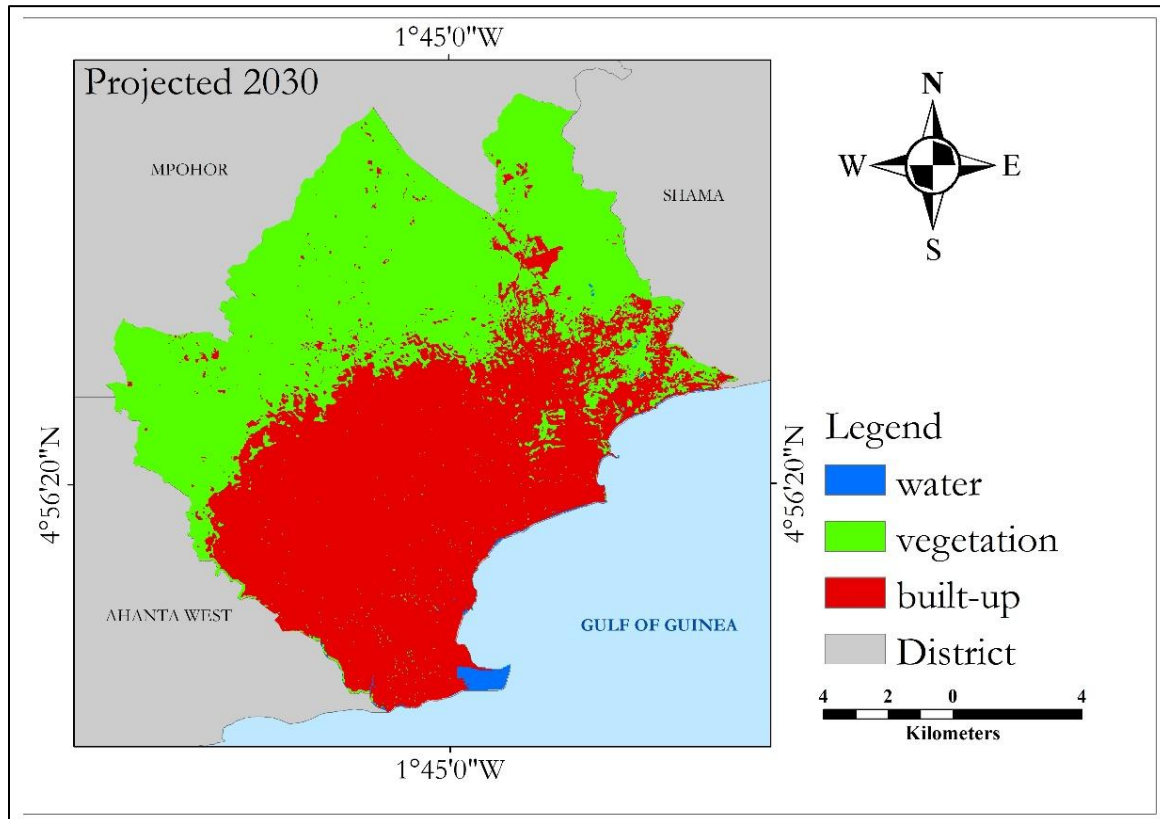 1°45'0"W
Projected 2030
MPOHOR
SHAMA
N
W
E
S
4°56'20"N
4°56'20"N
AHANTA WEST
GULF OF GUINEA
Legend
water
vegetation
built-up
District
4 2 0 4
Kilometers
1°45'0"W